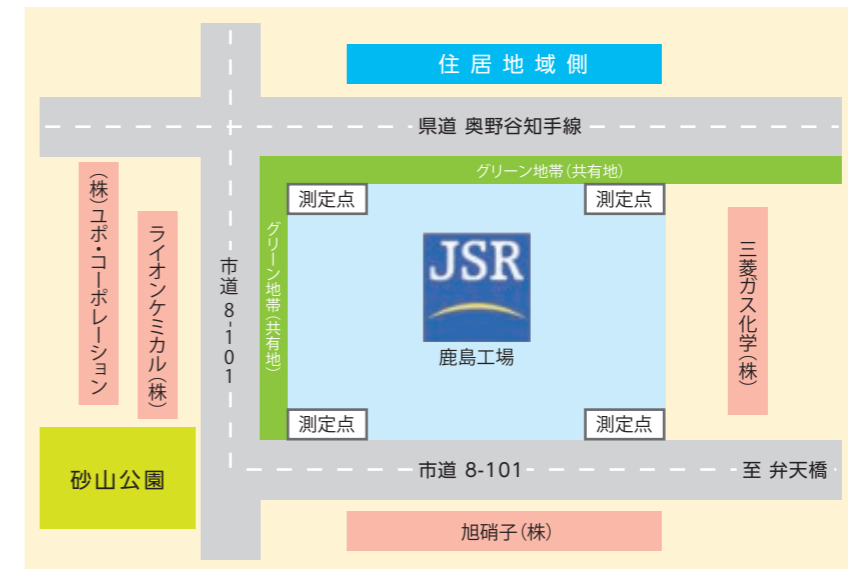 住居地域側
県道 奥野谷知手線
グリーン地帯（共有地）
測定点
測定点
（株）ユポ・コーポレーション
ライオンケミカル（株）
市道 8-101
グリーン地帯（共有地）
JSR
鹿島工場
三菱ガス化学（株）
測定点
測定点
砂山公園
市道 8-101
至 弁天橋
旭硝子（株）